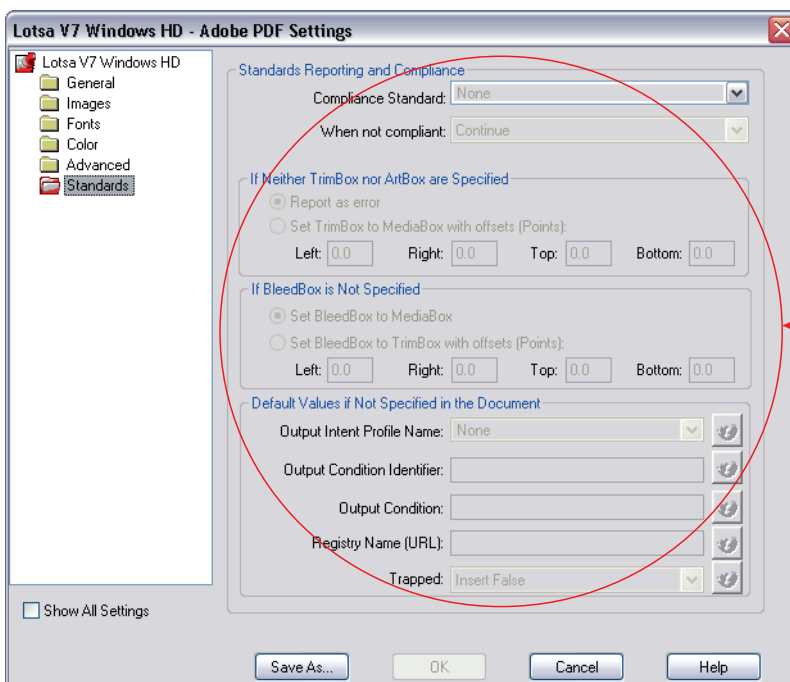 Lotsa V7 Windows HD - Adobe PDF Settings
Lotsa V7 Windows HD
General
Images
Fonts
Color
Advanced
Standards
Show All Settings
Standards Reporting and Compliance
Compliance Standard: None
When not compliant: Continue
If Neither TrimBox nor ArtBox are Specified
Report as error
Set TrimBox to MediaBox with offsets (Points):
Left: 0.0 Right: 0.0 Top: 0.0 Bottom: 0.0
If BleedBox is Not Specified
Set BleedBox to MediaBox
Set BleedBox to TrimBox with offsets (Points):
Left: 0.0 Right: 0.0 Top: 0.0 Bottom: 0.0
Default Values if Not Specified in the Document
Output Intent Profile Name: None
Output Condition Identifier:
Output Condition:
Registry Name (URL):
Trapped: Insert False
Save As... OK Cancel Help